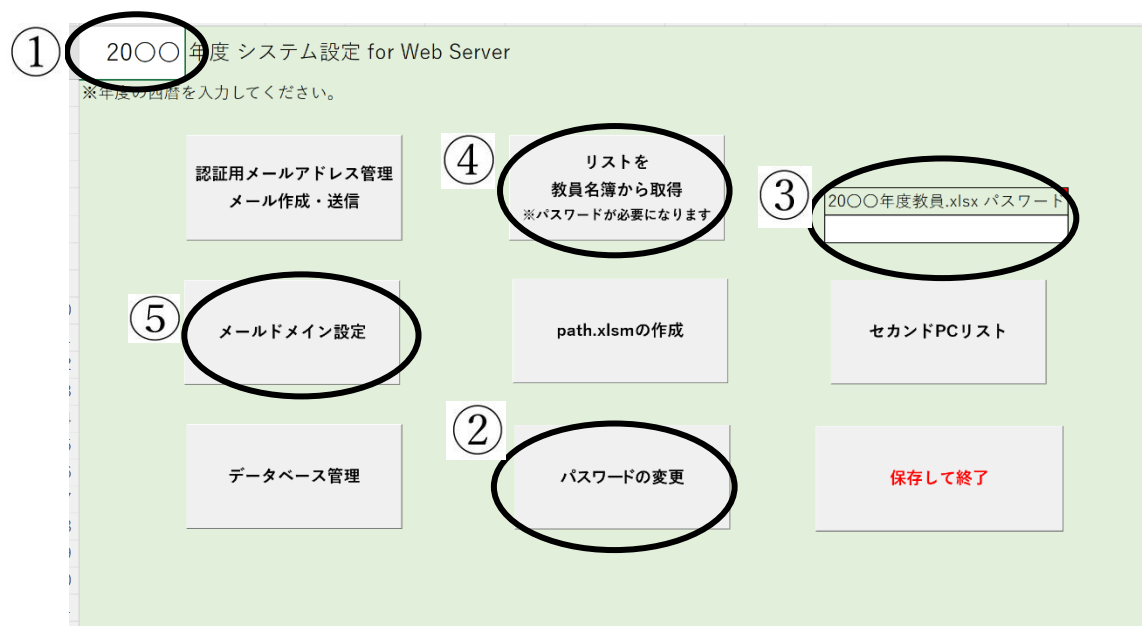 ① 20〇〇 年度 システム設定 for Web Server
※年度の西暦を入力してください。
認証用メールアドレス管理
メール作成・送信
④
リストを
教員名簿から取得
※パスワードが必要になります
③
20〇〇年度教員.xlsx パスワード
⑤
メールドメイン設定
path.xlsmの作成
セカンドPCリスト
②
データベース管理
パスワードの変更
保存して終了